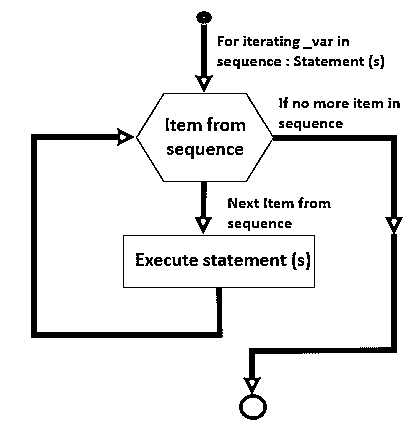 For iterating _var in
sequence : Statement (s)
If no more item in
sequence
Item from
sequence
Next Item from
sequence
Execute statement (s)